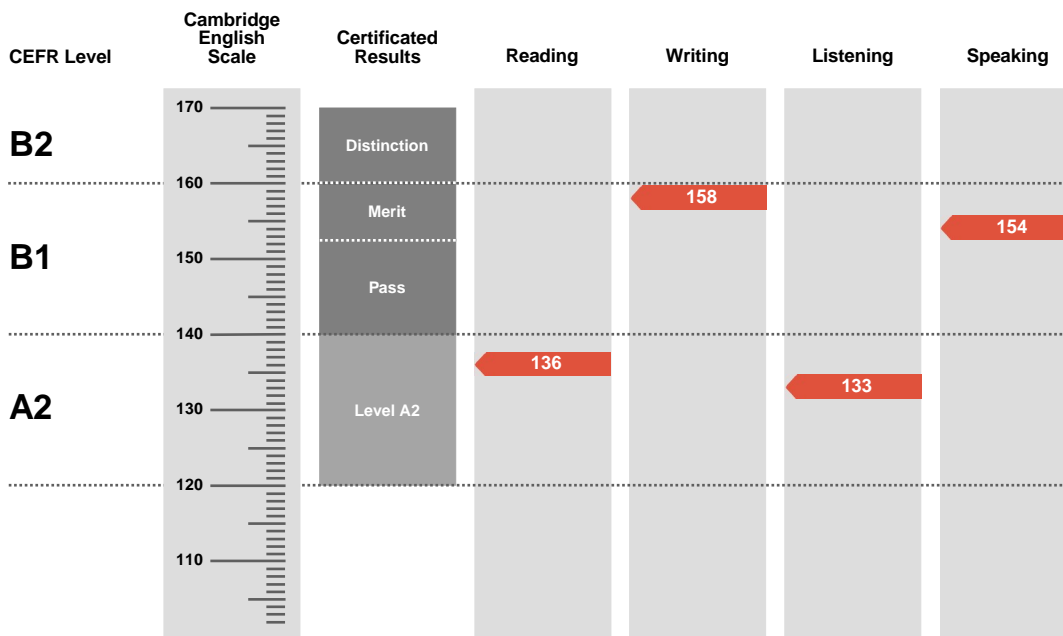 CEFR Level
Cambridge
English
Scale
Certificated
Results
Reading
Writing
Listening
Speaking
170
B2
Distinction
160
158
Merit
154
B1
150
Pass
140
136
133
A2
130
Level A2
120
110